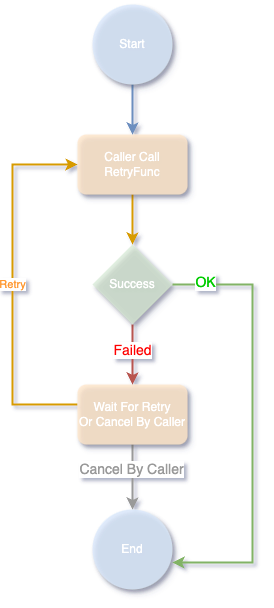 Start
Caller Call
RetryFunc
Success
OK
Retry
Failed
Wait For Retry
Or Cancel By Caller
Cancel By Caller
End